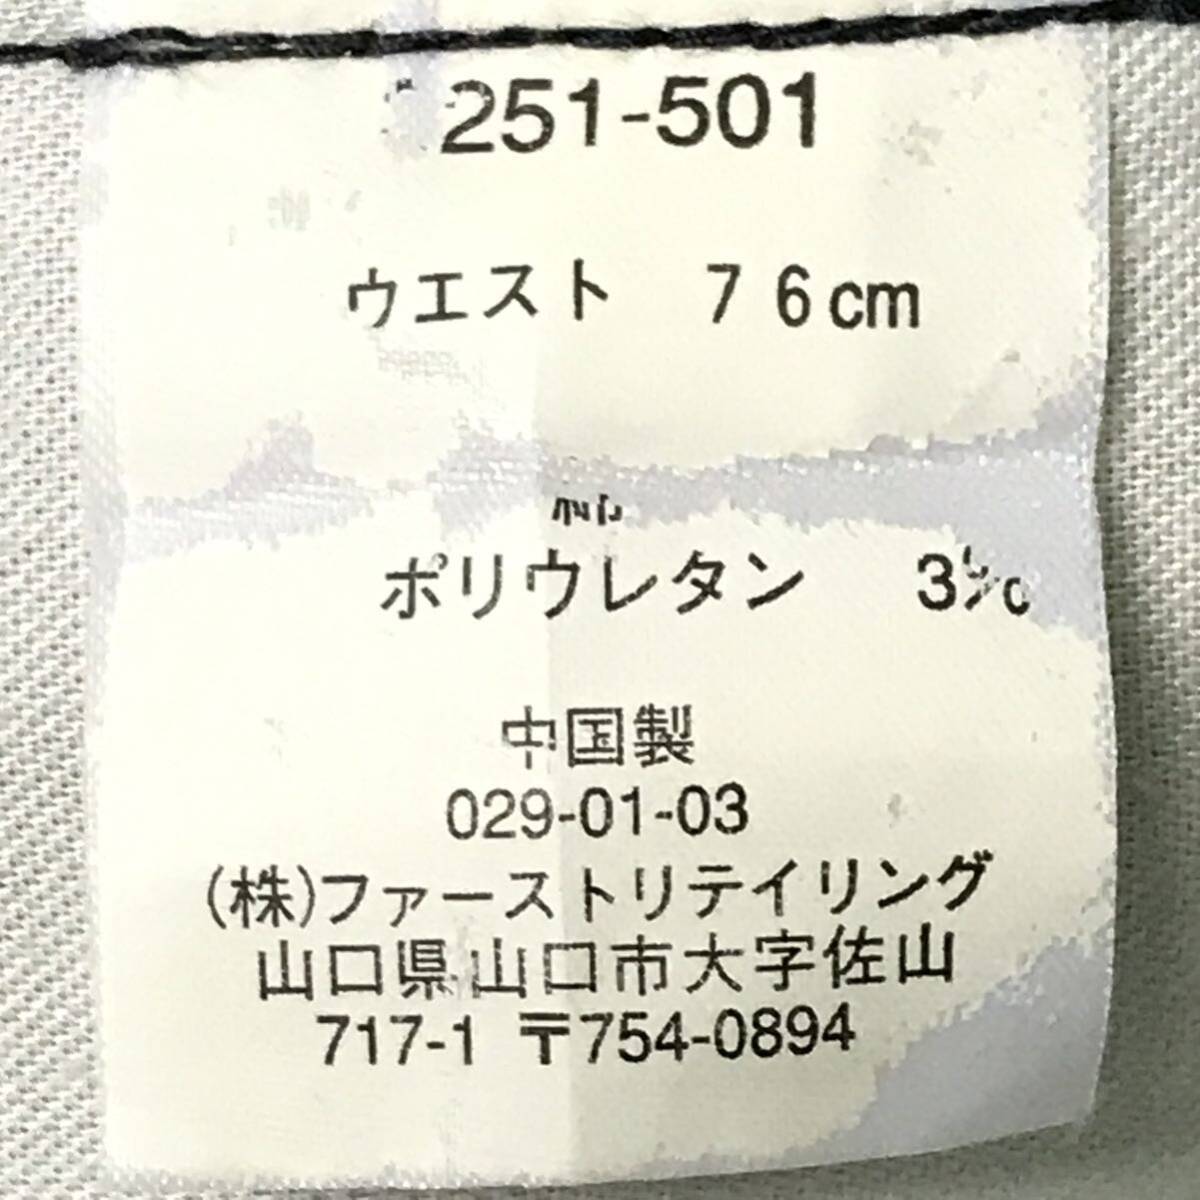 251-501
ウエスト 76cm
ポリウレタン 3%
中国製
029-01-03
(株)ファーストリテイリング
山口県山口市大字佐山
717-1 〒754-0894